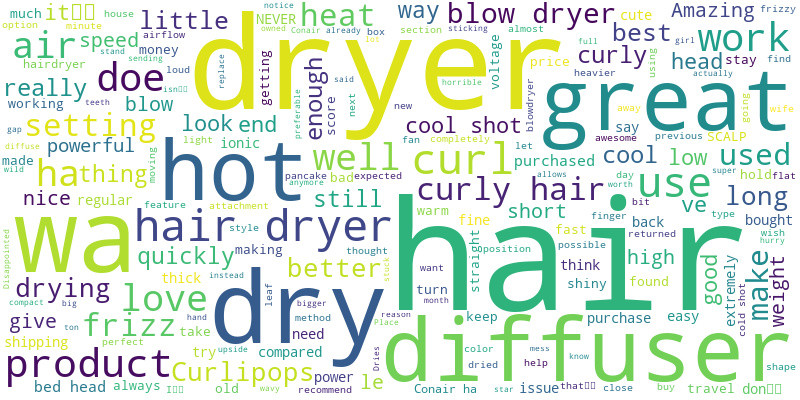 much it house little heat way blow dryer Amazing notice frizzy
option minute NEVER owned Conair already box cute section almost girl
air speed money airflow sticking best work
hairdryer stand sending dryer full curly head stay find
really doe loud isn teeth getting enough voltage price heavier using actually
working blow replace horrible said score next new blowdryer great
setting look end preferable cool shot say away previous SCALP going wife
gap diffuse powerful ionic fan completely let awesome
made wild hathing moving light pancake bad expected well curl purchased cool low used
nice regular hot feature attachment anymore still allows worth day super hold flat
wa hair dryer style warm curly hair finger use ve long
Disappointed quickly making thought fine short bit type back returned wish bought hurry
thick instead better stuck straight position fast possible think high good extremely make weight
drying love leaf dry want hair shiny found cold shot
compact big bigger turn month keep purchase easy
give ton frizz hand method reason Place diffuser
shipping perfect take upside need Dries color mess know
product try compared power le dried help shape
bed head always Curlipops old wavy recommend los Conair ha star issue that close buy travel don
I